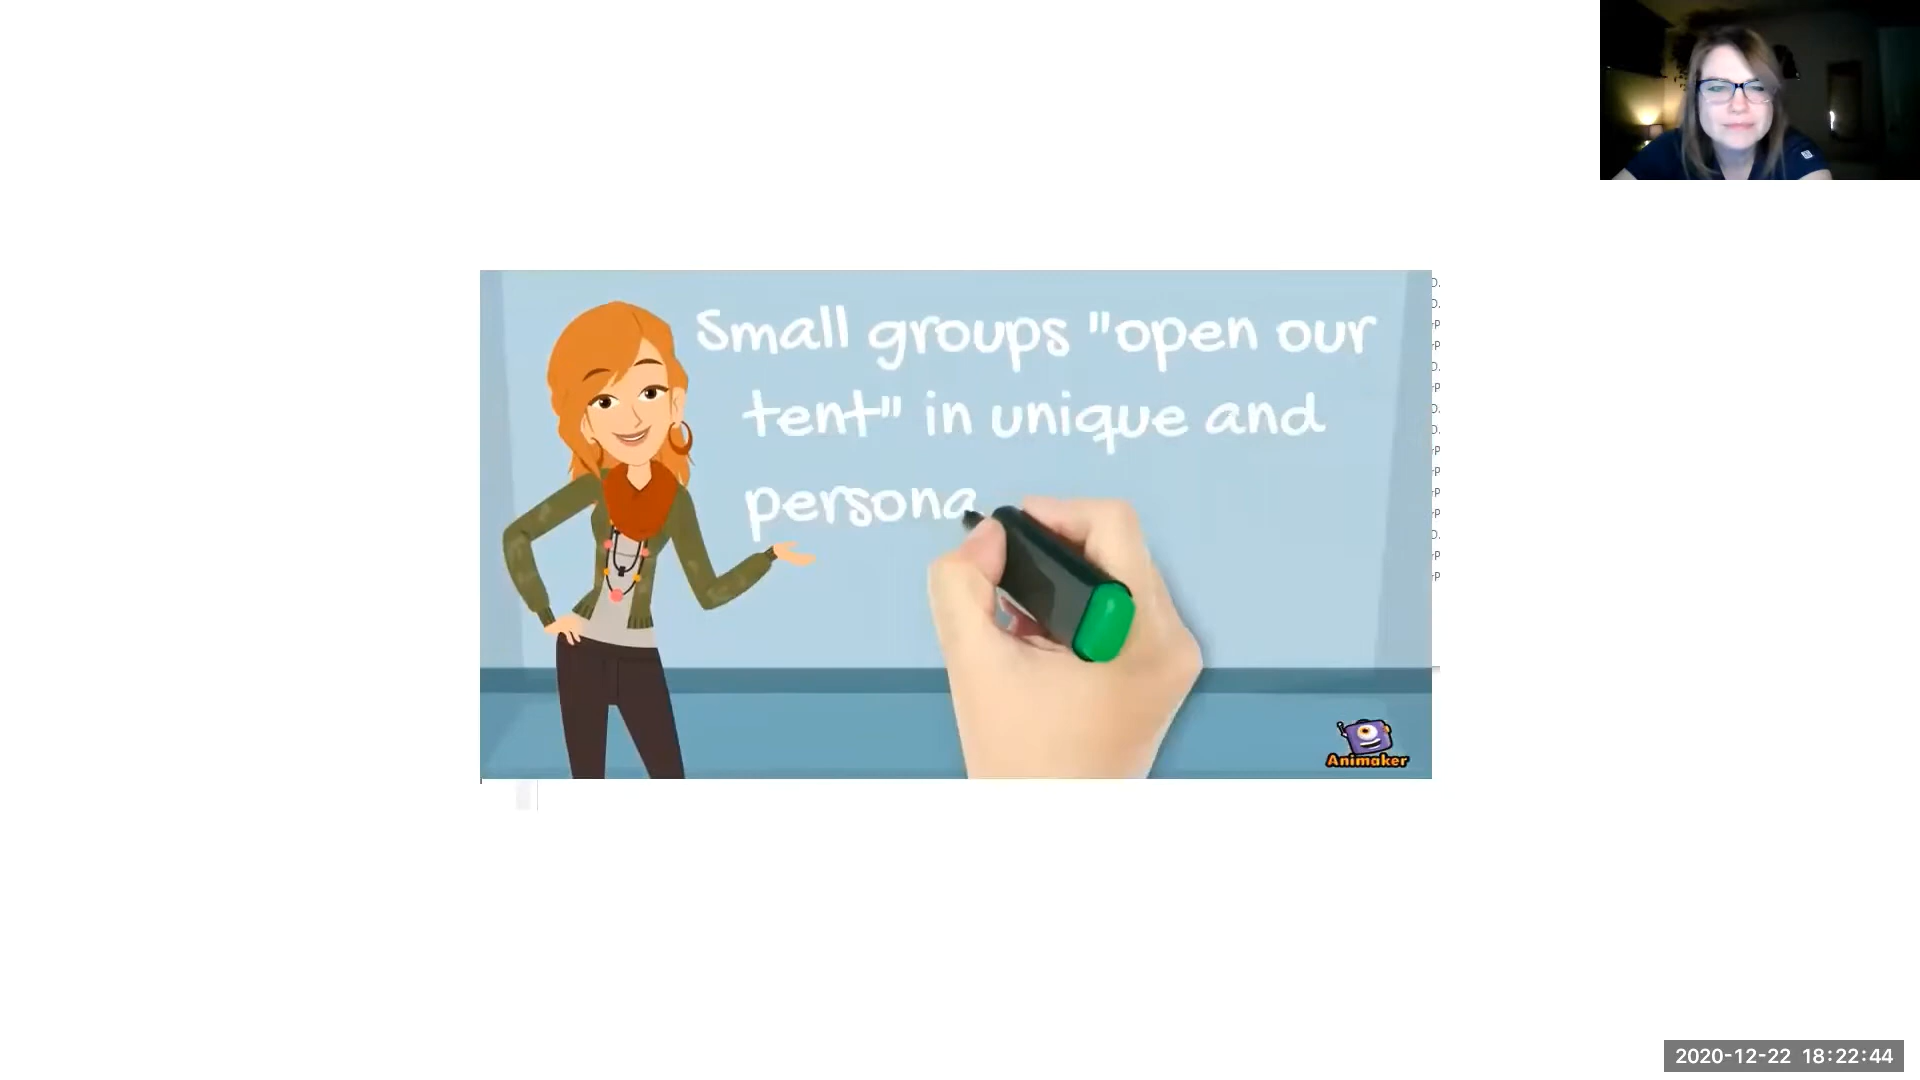 Small groups "open our
tent" in unique and
persona
Animaker
2020-12-22 18:22:44